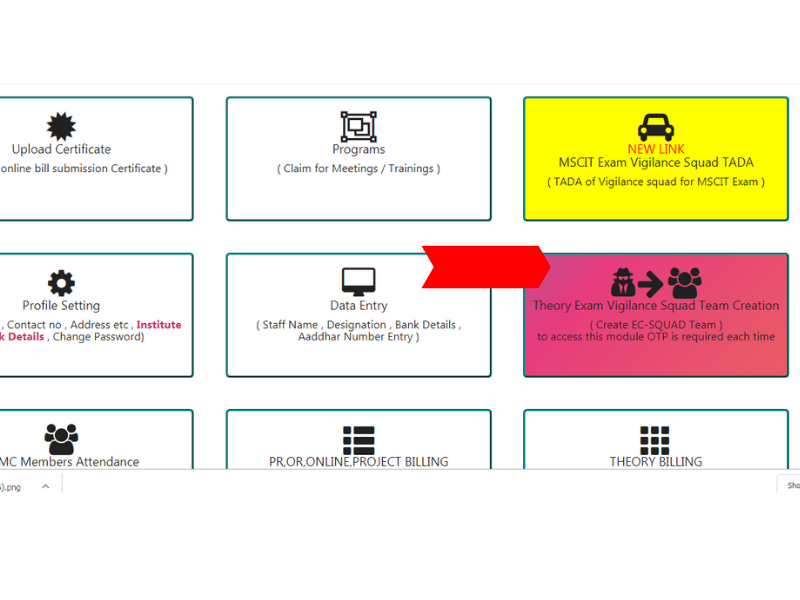 Upload Certificate
online bill submission Certificate )
Programs
( Claim for Meetings / Trainings )
NEW LINK
MSCIT Exam Vigilance Squad TADA
( TADA of Vigilance squad for MSCIT Exam )
Profile Setting
, Contact no , Address etc , Institute
k Details , Change Password)
Data Entry
( Staff Name , Designation , Bank Details ,
Aaddhar Number Entry )
Theory Exam Vigilance Squad Team Creation
( Create EC-SQUAD Team )
to access this module OTP is required each time
MC Members Attendance
PR,OR,ONLINE,PROJECT BILLING
THEORY BILLING
).png
Sho